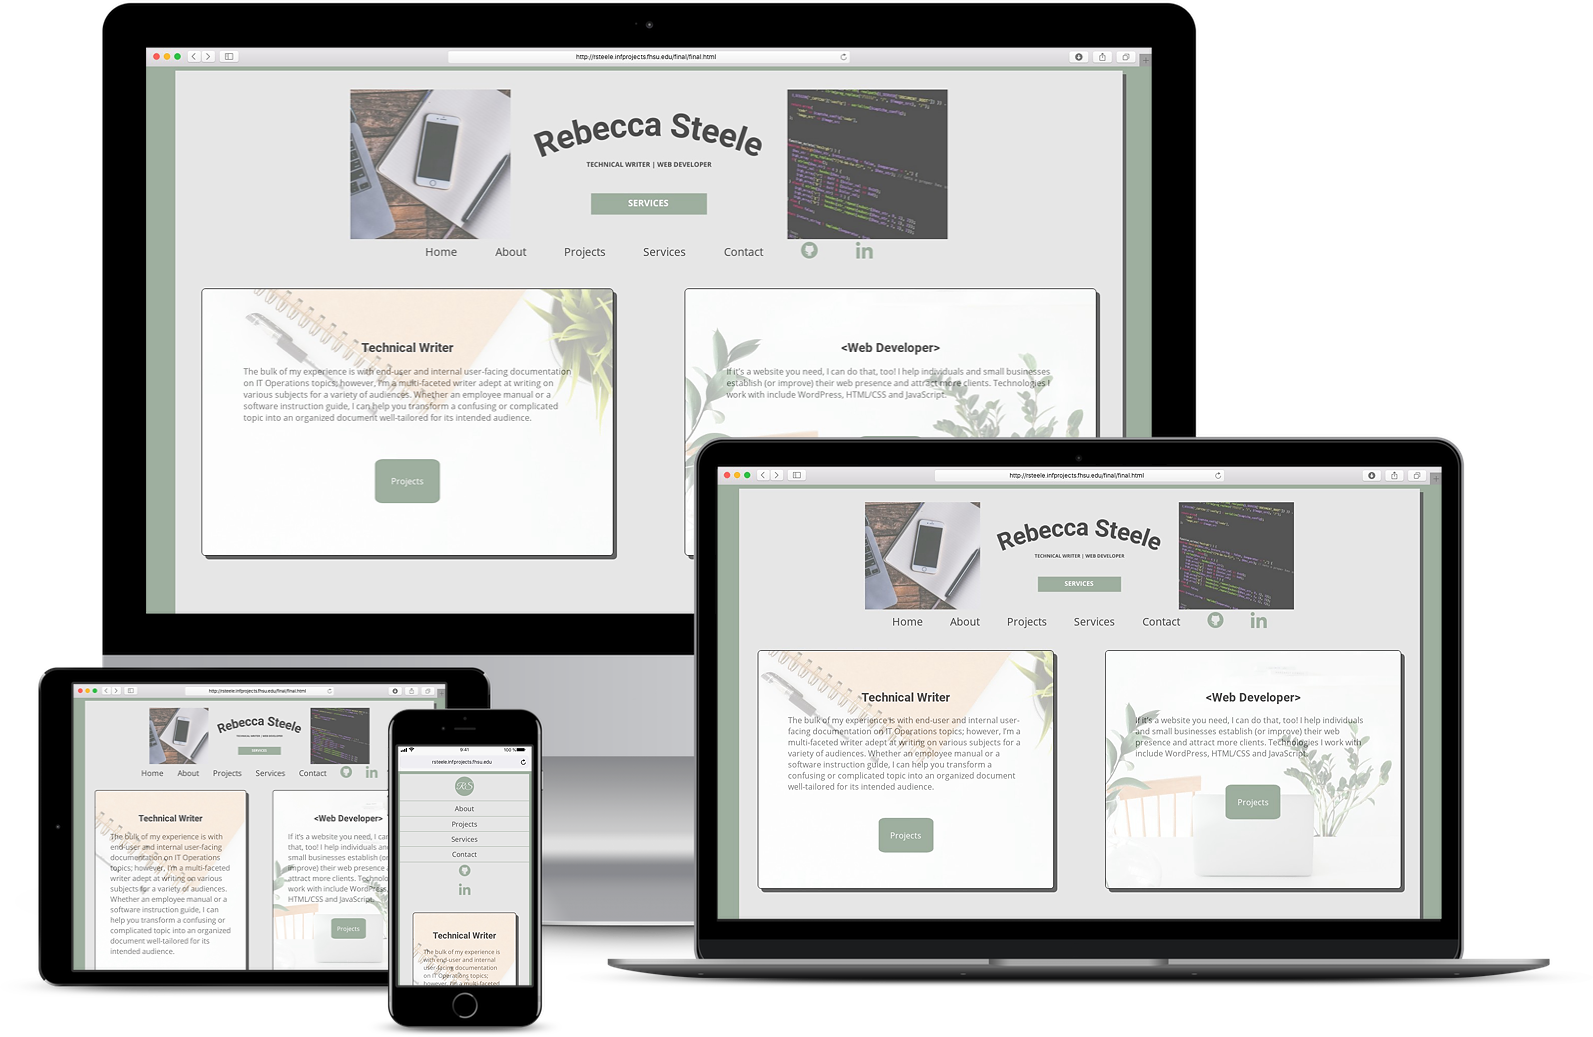 http://rsteele.infprojects.fhsu.edu/final/final.html
Rebecca Steele
TECHNICAL WRITER | WEB DEVELOPER
SERVICES
Home About Projects Services Contact in
Technical Writer
The bulk of my experience is with end-user and internal user-facing documentation
on IT Operations topics; however, I'm a multi-faceted writer adept at writing on
various subjects for a variety of audiences. Whether an employee manual or a
software instruction guide, I can help you transform a confusing or complicated
topic into an organized document well-tailored for its intended audience.
Projects
<Web Developer>
If it's a website you need, I can do that, too! I help individuals and small businesses
establish (or improve) their web presence and attract more clients. Technologies I
work with include WordPress, HTML/CSS and JavaScript.
http://rsteele.infprojects.fhsu.edu/final/final.html
Rebecca Steele
TECHNICAL WRITER | WEB DEVELOPER
SERVICES
Home About Projects Services Contact in
Technical Writer
The bulk of my experience is with end-user and internal user-
facing documentation on IT Operations topics; however, I'm a
multi-faceted writer adept at writing on various subjects for a
variety of audiences. Whether an employee manual or a
software instruction guide, I can help you transform a
confusing or complicated topic into an organized document
well-tailored for its intended audience.
Projects
<Web Developer>
If it's a website you need, I can do that, too! I help individuals
and small businesses establish (or improve) their web
presence and attract more clients. Technologies I work with
include WordPress, HTML/CSS and JavaScript.
Projects
http://rsteele.infprojects.fhsu.edu/final/final.html
Rebecca Steele
TECHNICAL WRITER | WEB DEVELOPER
SERVICES
Home About Projects Services Contact in
Technical Writer
The bulk of my experience is with
end-user and internal user-facing
documentation on IT Operations
topics; however, I'm a multi-faceted
writer adept at writing on various
subjects for a variety of audiences.
Whether an employee manual or a
software instruction guide, I can
help you transform a confusing or
complicated topic into an organized
document well-tailored for its
intended audience.
<Web Developer>
If it's a website you need, I can
that, too! I help individuals and
small businesses establish (or
improve) their web presence
attract more clients.
work with include WordPress,
HTML/CSS and JavaScript.
Projects
9:41 100%
rsteele.infprojects.fhsu.edu
RS
About
Projects
Services
Contact
in
Technical Writer
The bulk of my experience is
with end-user and internal
user-facing documentation
on IT Operations topics;
however, I'm a multi-faceted